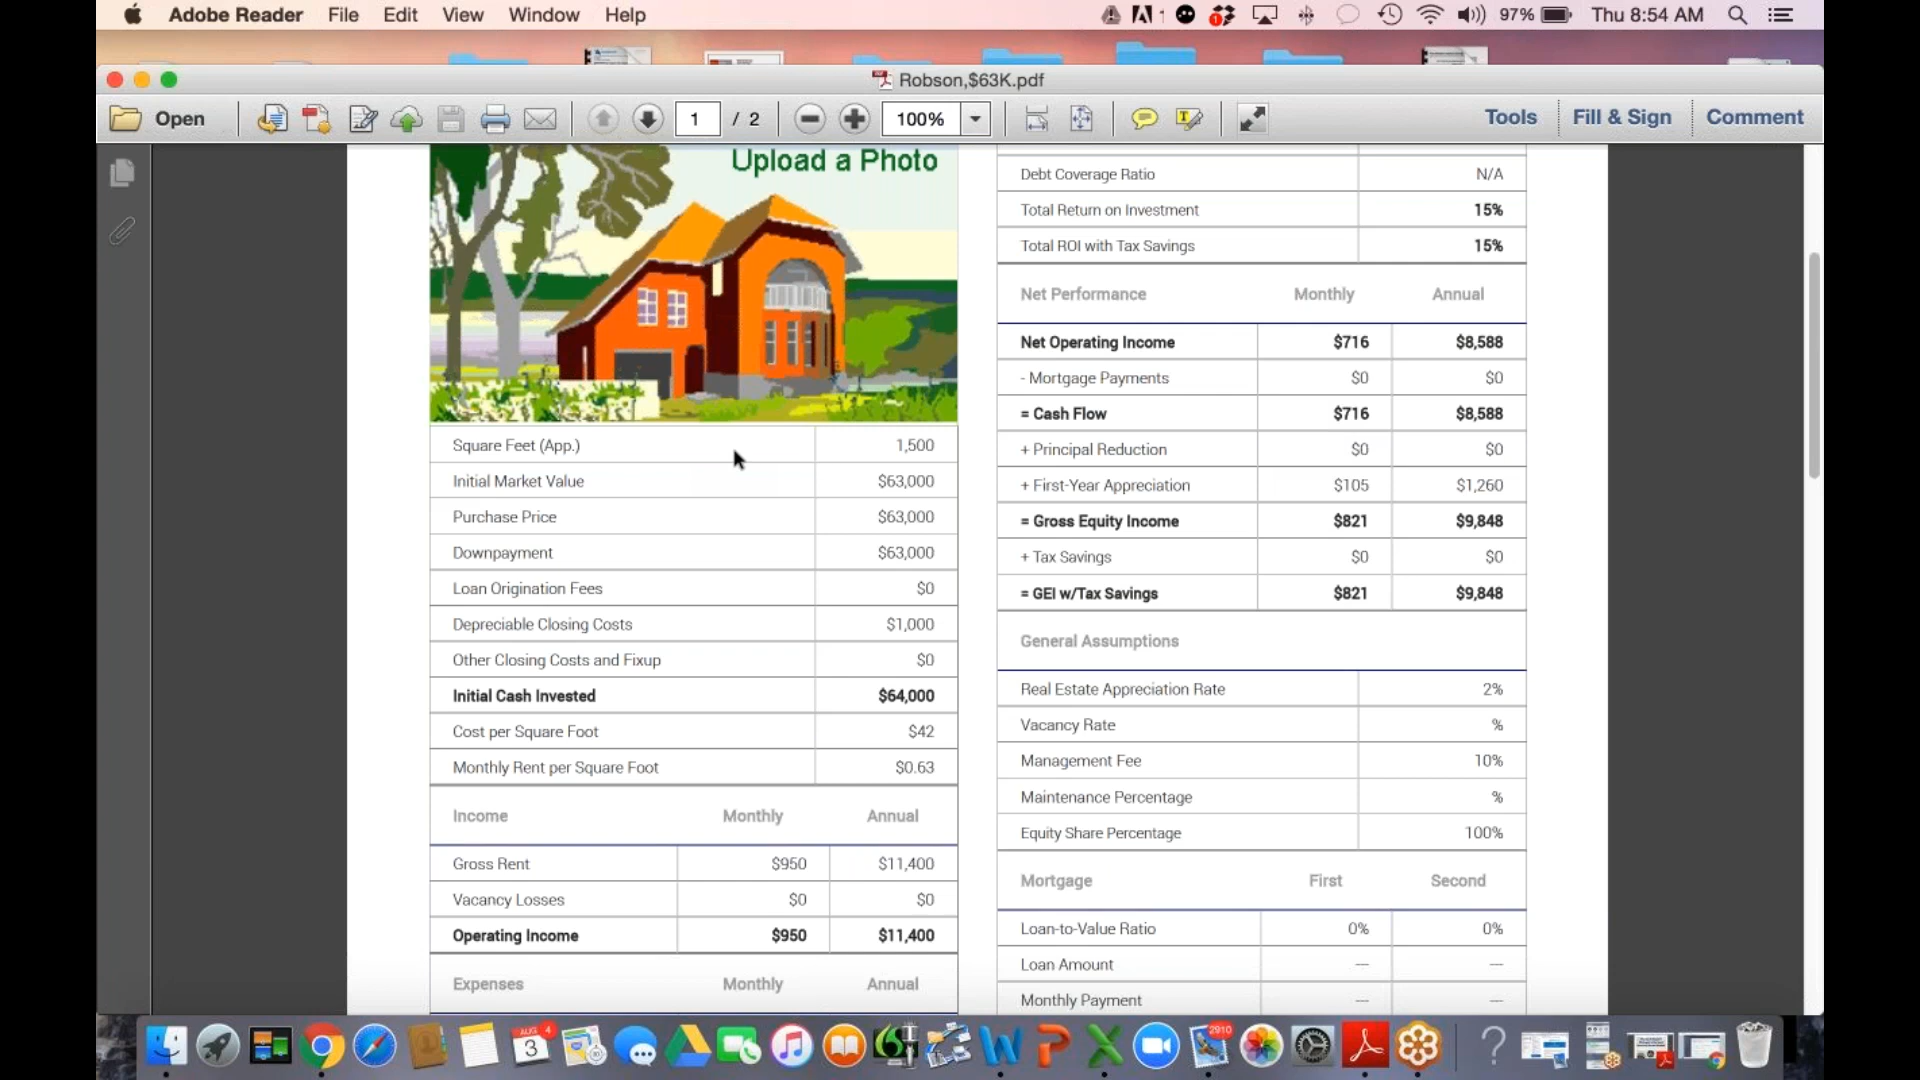 Adobe Reader File Edit View Window Help 1 97% Thu 8:54 AM
Robson,$63K.pdf
Open 1 / 2 100% Tools Fill & Sign Comment
Upload a Photo
Square Feet (App.) 1,500
Initial Market Value $63,000
Purchase Price $63,000
Downpayment $63,000
Loan Origination Fees $0
Depreciable Closing Costs $1,000
Other Closing Costs and Fixup $0
Initial Cash Invested $64,000
Cost per Square Foot $42
Monthly Rent per Square Foot $0.63
Income Monthly Annual
Gross Rent $950 $11,400
Vacancy Losses $0 $0
Operating Income $950 $11,400
Expenses Monthly Annual
Debt Coverage Ratio N/A
Total Return on Investment 15%
Total ROI with Tax Savings 15%
Net Performance Monthly Annual
Net Operating Income $716 $8,588
- Mortgage Payments $0 $0
= Cash Flow $716 $8,588
+ Principal Reduction $0 $0
+ First-Year Appreciation $105 $1,260
= Gross Equity Income $821 $9,848
+ Tax Savings $0 $0
= GEI w/Tax Savings $821 $9,848
General Assumptions
Real Estate Appreciation Rate 2%
Vacancy Rate %
Management Fee 10%
Maintenance Percentage %
Equity Share Percentage 100%
Mortgage First Second
Loan-to-Value Ratio 0% 0%
Loan Amount — —
Monthly Payment — —
AUG 4
3
2910